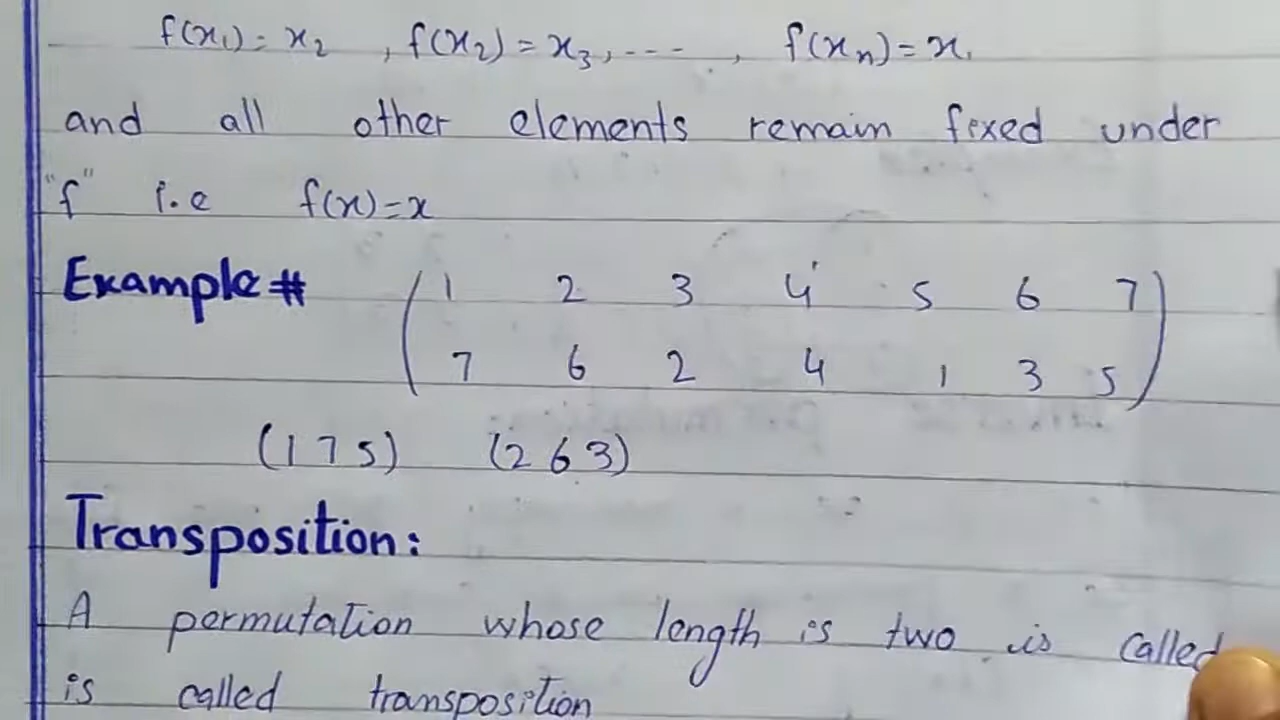 f(x₁) = x₂ , f(x₂) = x₃, --- , f(xₙ) = x₁
and all other elements remain fixed under
"f" i.e f(x) = x
Example # ( 1 2 3 4 5 6 7 )
7 6 2 4 1 3 5
(1 7 5) (2 6 3)
Transposition:
A permutation whose length is two is called
is called transposition